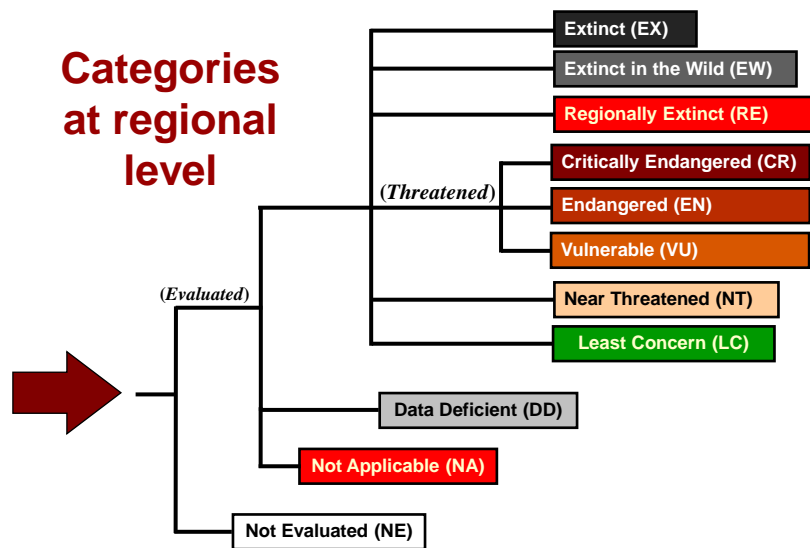 Categories
at regional
level
Extinct (EX)
Extinct in the Wild (EW)
Regionally Extinct (RE)
Critically Endangered (CR)
(Threatened)
Endangered (EN)
Vulnerable (VU)
(Evaluated)
Near Threatened (NT)
Least Concern (LC)
Data Deficient (DD)
Not Applicable (NA)
Not Evaluated (NE)